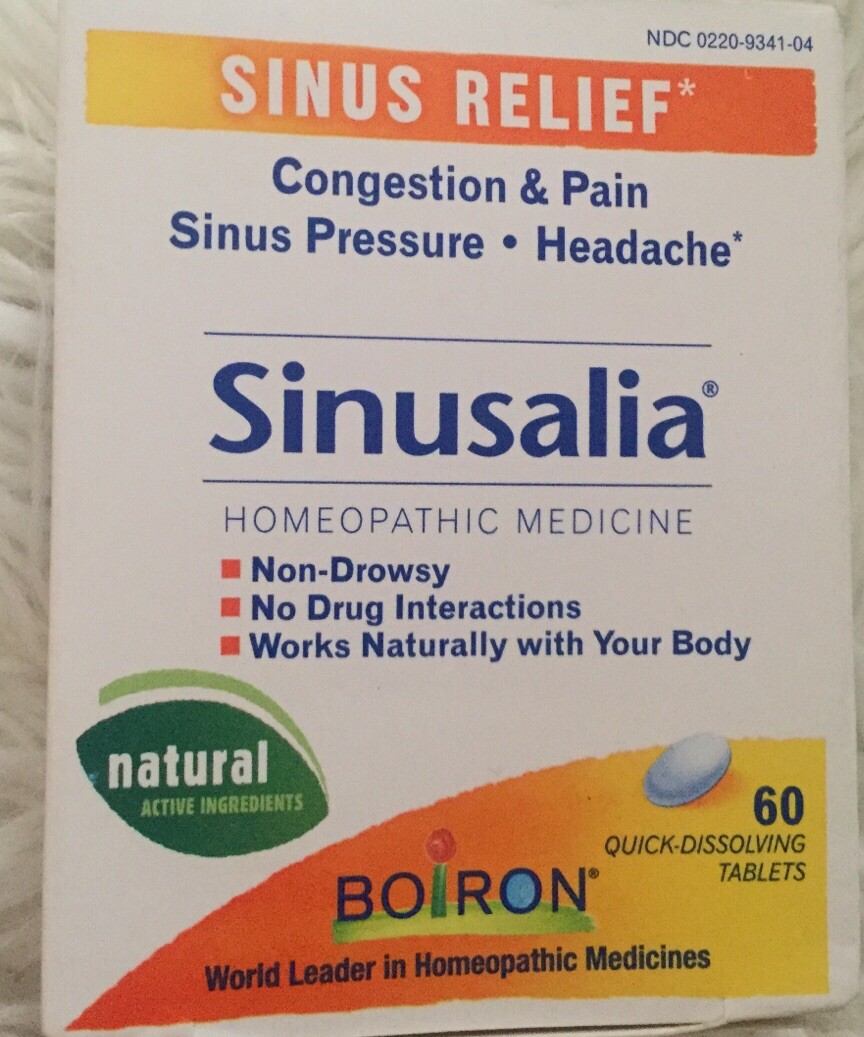 NDC 0220-9341-04
SINUS RELIEF*
Congestion & Pain
Sinus Pressure • Headache*
Sinusalia®
HOMEOPATHIC MEDICINE
Non-Drowsy
No Drug Interactions
Works Naturally with Your Body
natural
ACTIVE INGREDIENTS
60
QUICK-DISSOLVING
TABLETS
BOIRON®
World Leader in Homeopathic Medicines